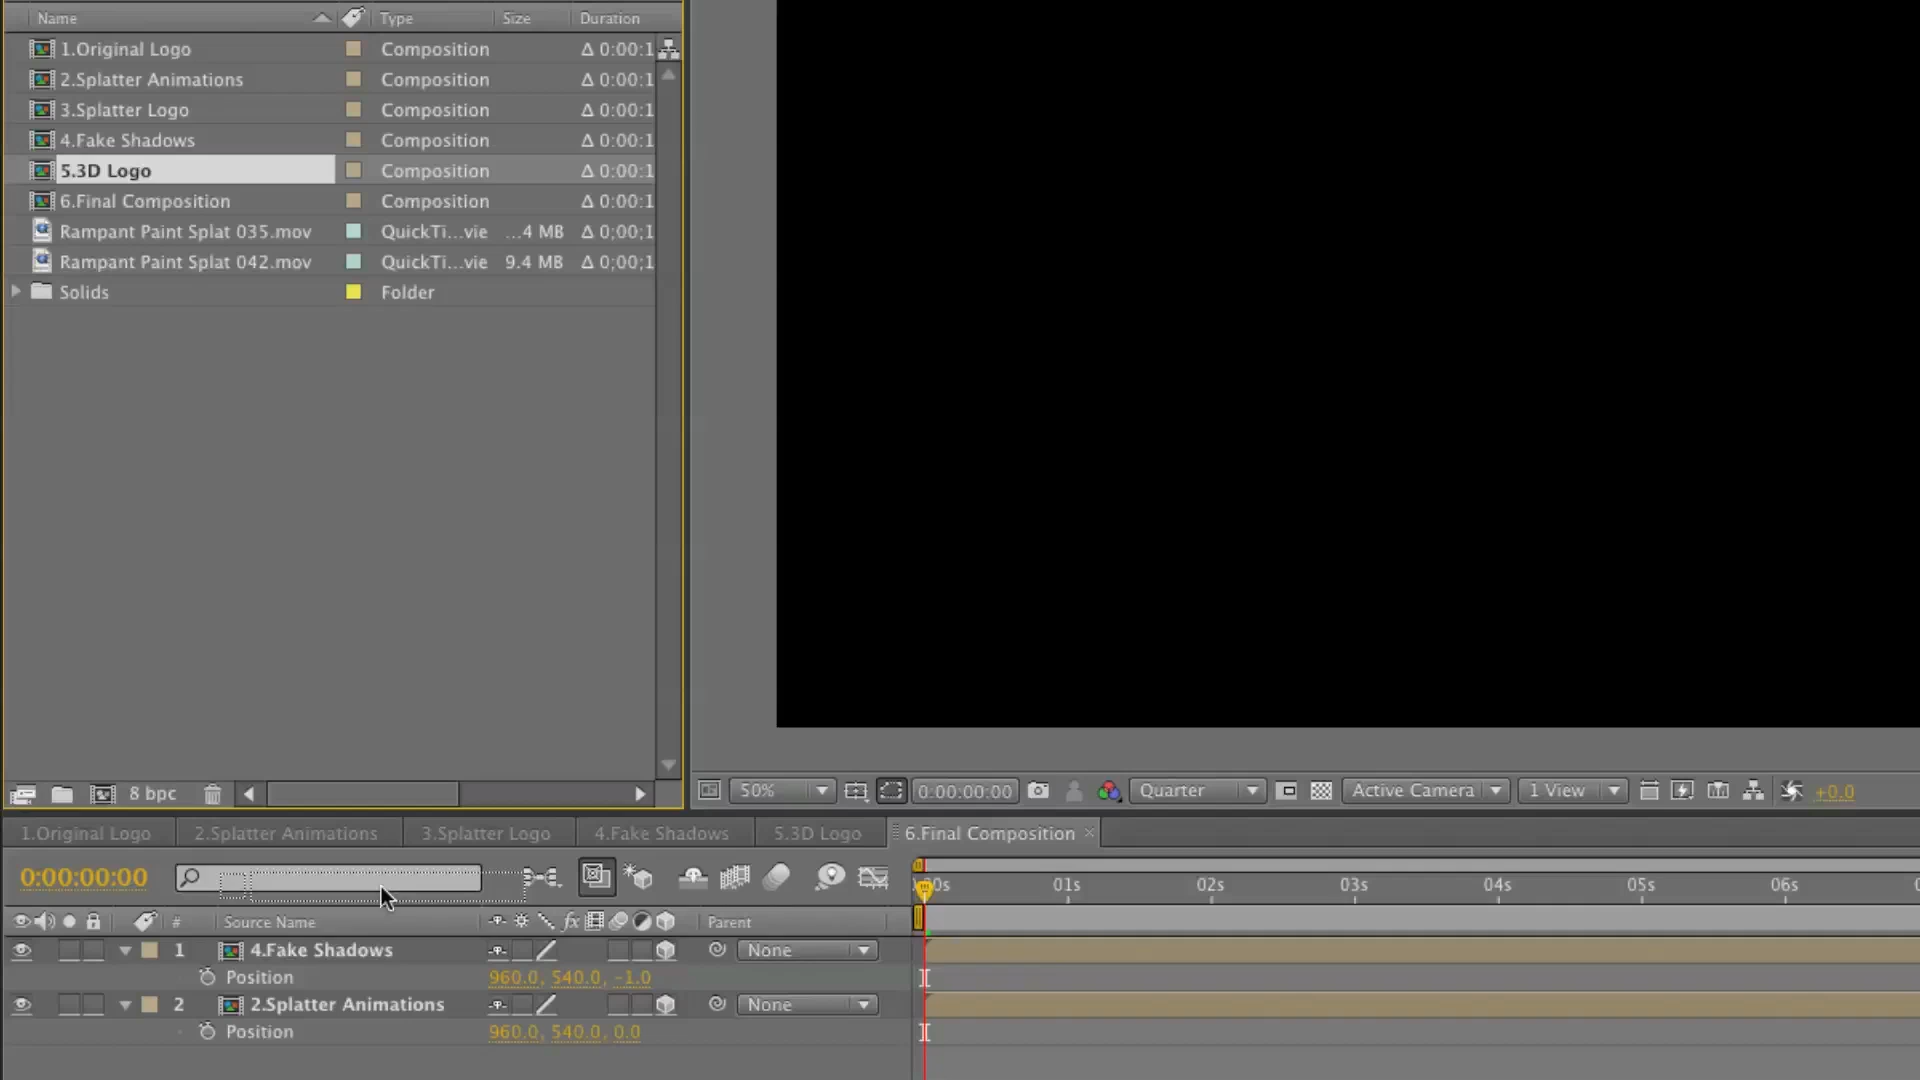 Name Type Size Duration
1.Original Logo Composition Δ 0:00:1
2.Splatter Animations Composition Δ 0:00:1
3.Splatter Logo Composition Δ 0:00:1
4.Fake Shadows Composition Δ 0:00:1
5.3D Logo Composition Δ 0:00:1
6.Final Composition Composition Δ 0:00:1
Rampant Paint Splat 035.mov QuickTi...vie ...4 MB Δ 0;00;1
Rampant Paint Splat 042.mov QuickTi...vie 9.4 MB Δ 0;00;1
Solids Folder
8 bpc
50% 0:00:00:00 Quarter Active Camera 1 View +0.0
1.Original Logo 2.Splatter Animations 3.Splatter Logo 4.Fake Shadows 5.3D Logo 6.Final Composition
0:00:00:00
00s 01s 02s 03s 04s 05s 06s
# Source Name fx Parent
1 4.Fake Shadows None
Position 960.0, 540.0, -1.0
2 2.Splatter Animations None
Position 960.0, 540.0, 0.0